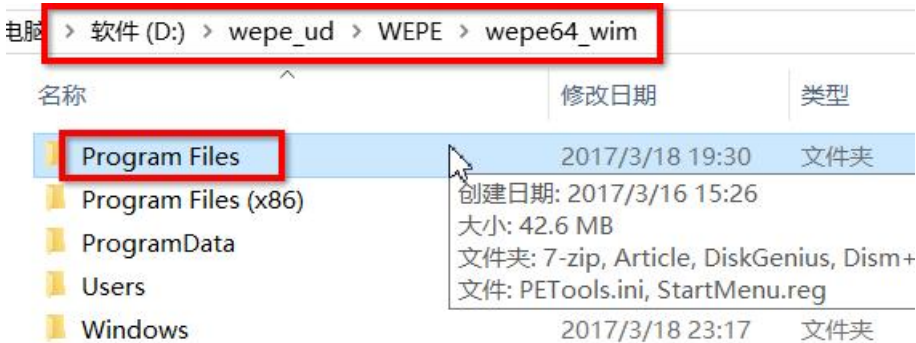 电脑 > 软件 (D:) > wepe_ud > WEPE > wepe64_wim
名称 修改日期 类型
Program Files 2017/3/18 19:30 文件夹
Program Files (x86)
创建日期: 2017/3/16 15:26
大小: 42.6 MB
ProgramData
文件夹: 7-zip, Article, DiskGenius, Dism+
Users
文件: PETools.ini, StartMenu.reg
Windows 2017/3/18 23:17 文件夹